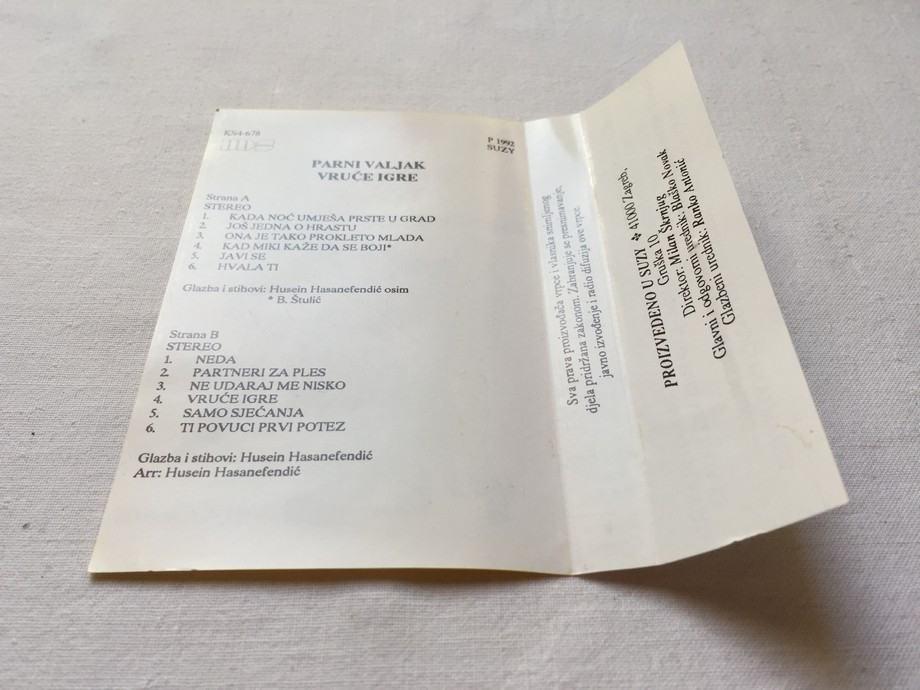 KS4-678
P 1992
SUZY
PARNI VALJAK
VRUĆE IGRE
Strana A
STEREO
1. KADA NOĆ UMJEŠA PRSTE U GRAD
2. JOŠ JEDNA O HRASTU
3. ONA JE TAKO PROKLETO MLADA
4. KAD MIKI KAŽE DA SE BOJI*
5. JAVI SE
6. HVALA TI
Glazba i stihovi: Husein Hasanefendić osim
* B. Štulić
Strana B
STEREO
1. NEDA
2. PARTNERI ZA PLES
3. NE UDARAJ ME NISKO
4. VRUĆE IGRE
5. SAMO SJEĆANJA
6. TI POVUCI PRVI POTEZ
Glazba i stihovi: Husein Hasanefendić
Arr: Husein Hasanefendić
Sva prava proizvođača vrpce i vlasnika snimljenog
djela pridržana zakonom. Zabranjuje se presnimavanje,
javno izvođenje i radio difuzija ove vrpce.
PROIZVEDENO U SUZY ✤ 41000 Zagreb,
Gruška 10,
Direktor: Milan Škrnjug
Glavni i odgovorni urednik: Blaško Novak
Glazbeni urednik: Ranko Antonić